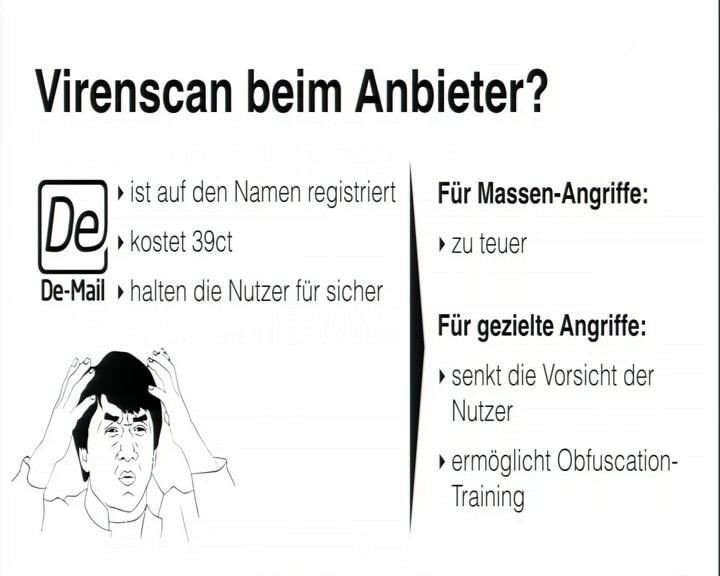 Virenscan beim Anbieter?
De
De-Mail
ist auf den Namen registriert
kostet 39ct
halten die Nutzer für sicher
Für Massen-Angriffe:
zu teuer
Für gezielte Angriffe:
senkt die Vorsicht der
Nutzer
ermöglicht Obfuscation-
Training